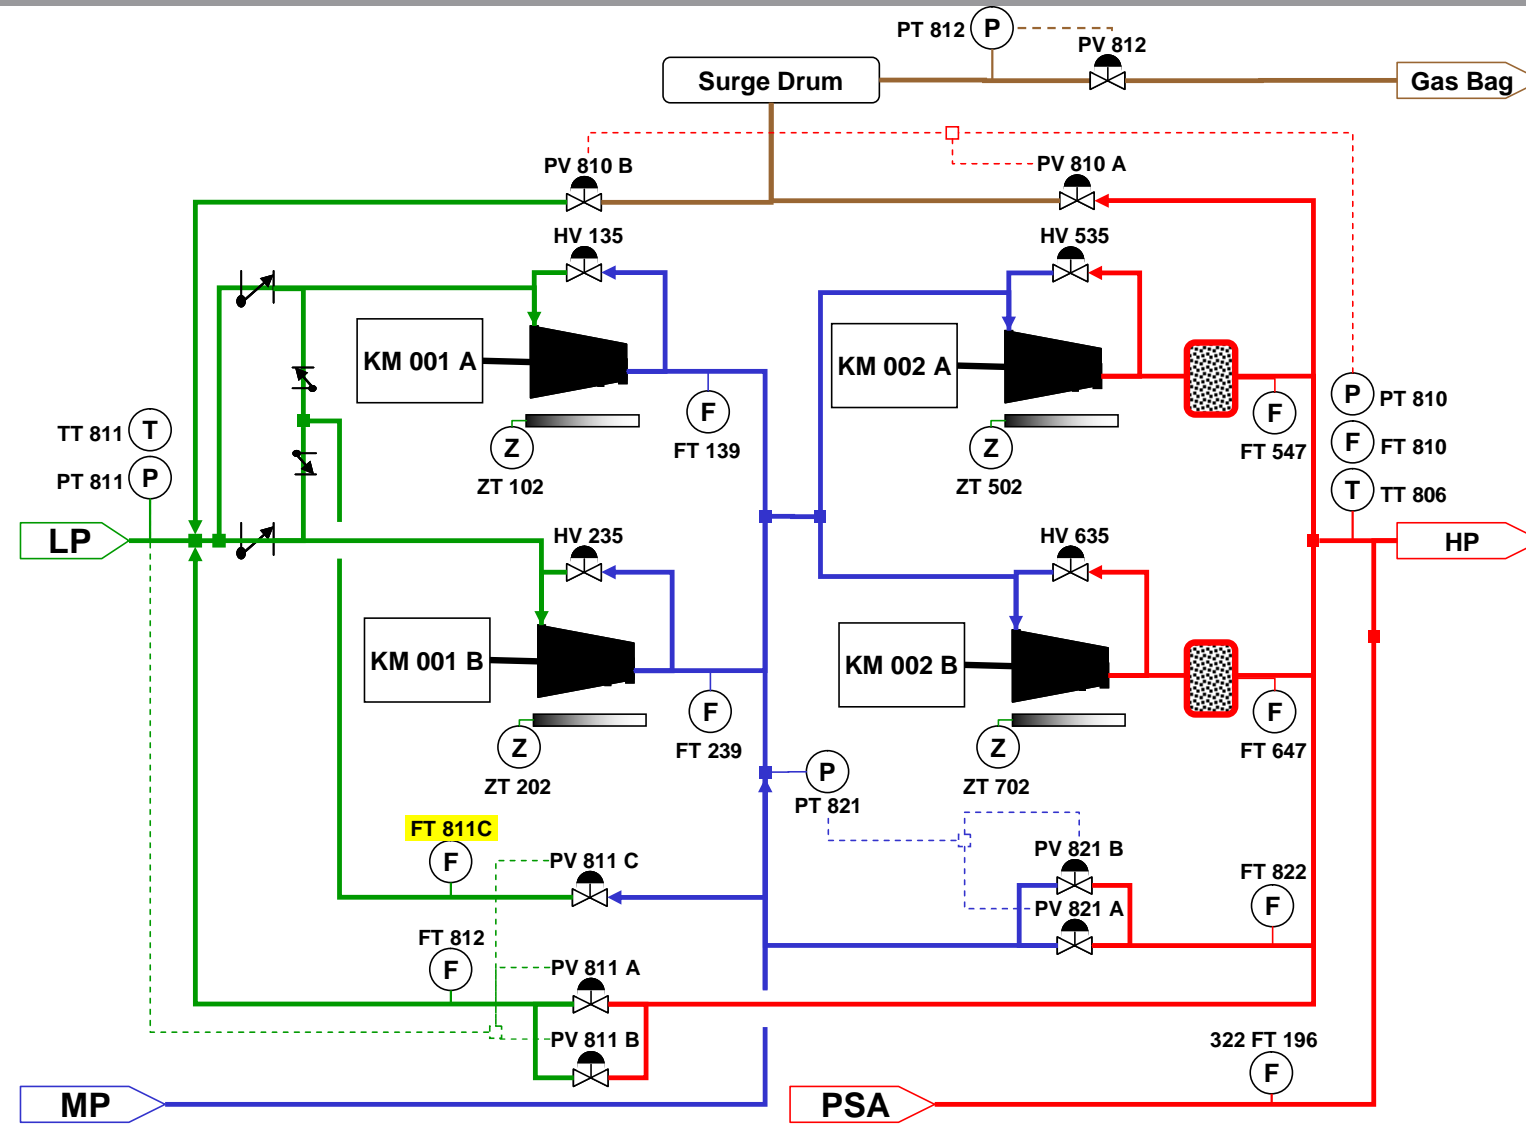 PT 812
P
PV 812
Surge Drum
Gas Bag
PV 810 B
PV 810 A
HV 135
HV 535
KM 001 A
KM 002 A
TT 811
T
PT 811
P
F
FT 139
Z
ZT 102
F
FT 547
Z
ZT 502
P
PT 810
F
FT 810
T
TT 806
LP
HP
HV 235
HV 635
KM 001 B
KM 002 B
F
FT 239
Z
ZT 202
F
FT 647
Z
ZT 702
P
PT 821
FT 811C
F
PV 811 C
PV 821 B
PV 821 A
FT 822
F
FT 812
F
PV 811 A
PV 811 B
322 FT 196
F
MP
PSA